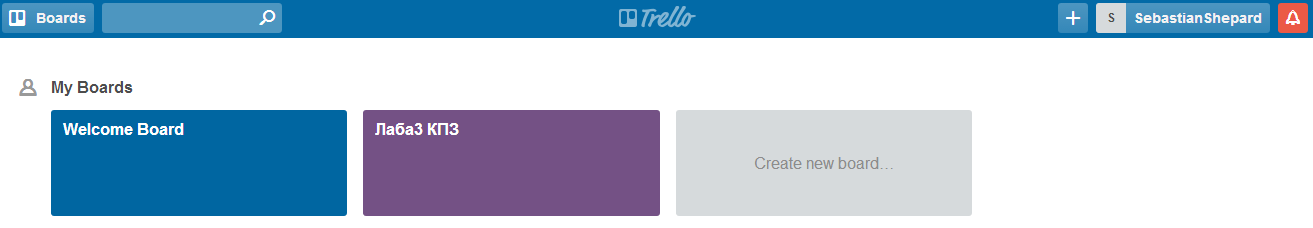 Boards
Trello
S SebastianShepard
My Boards
Welcome Board
Лаба3 КПЗ
Create new board…